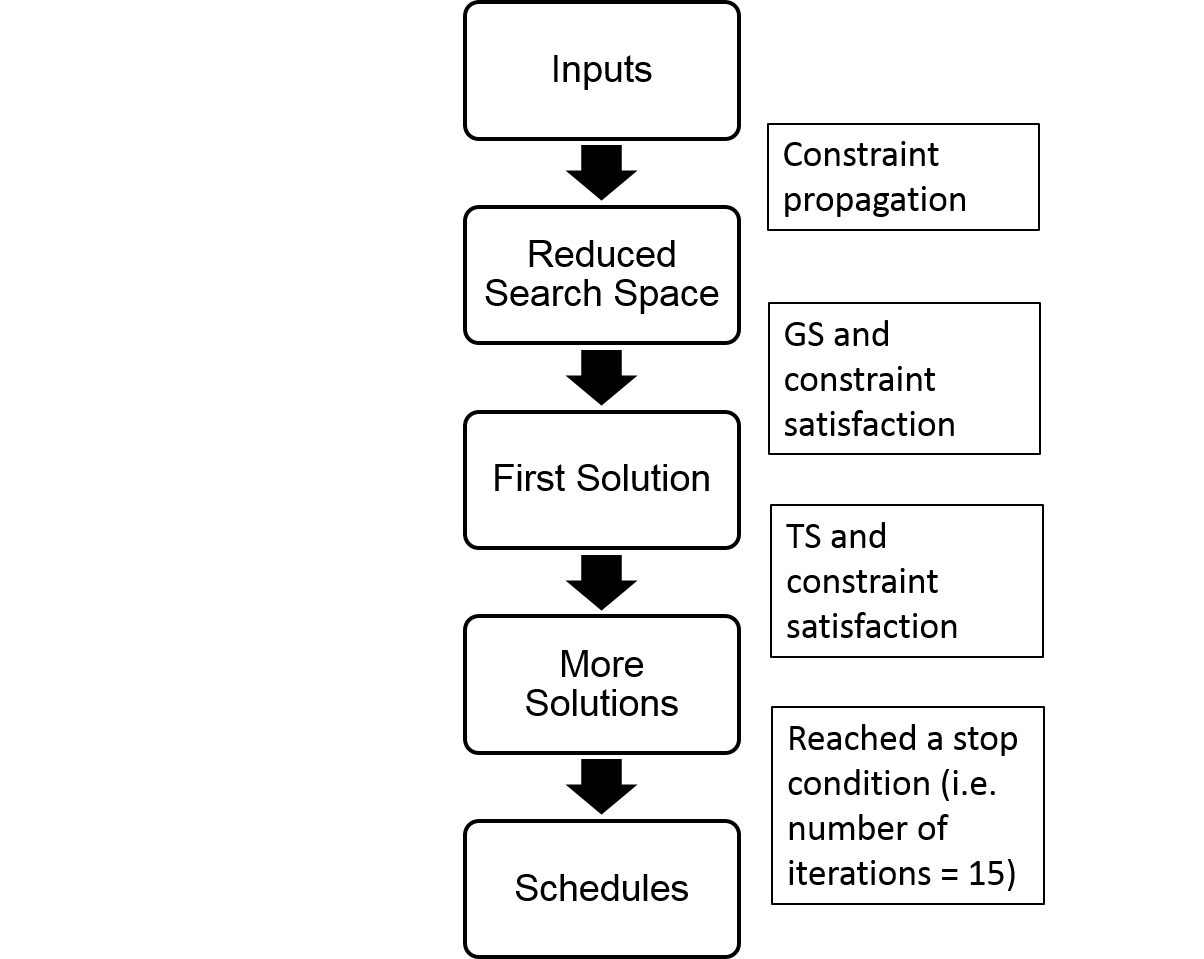 Inputs
Constraint
propagation
Reduced
Search Space
GS and
constraint
satisfaction
First Solution
TS and
constraint
satisfaction
More
Solutions
Reached a stop
condition (i.e.
number of
iterations = 15)
Schedules